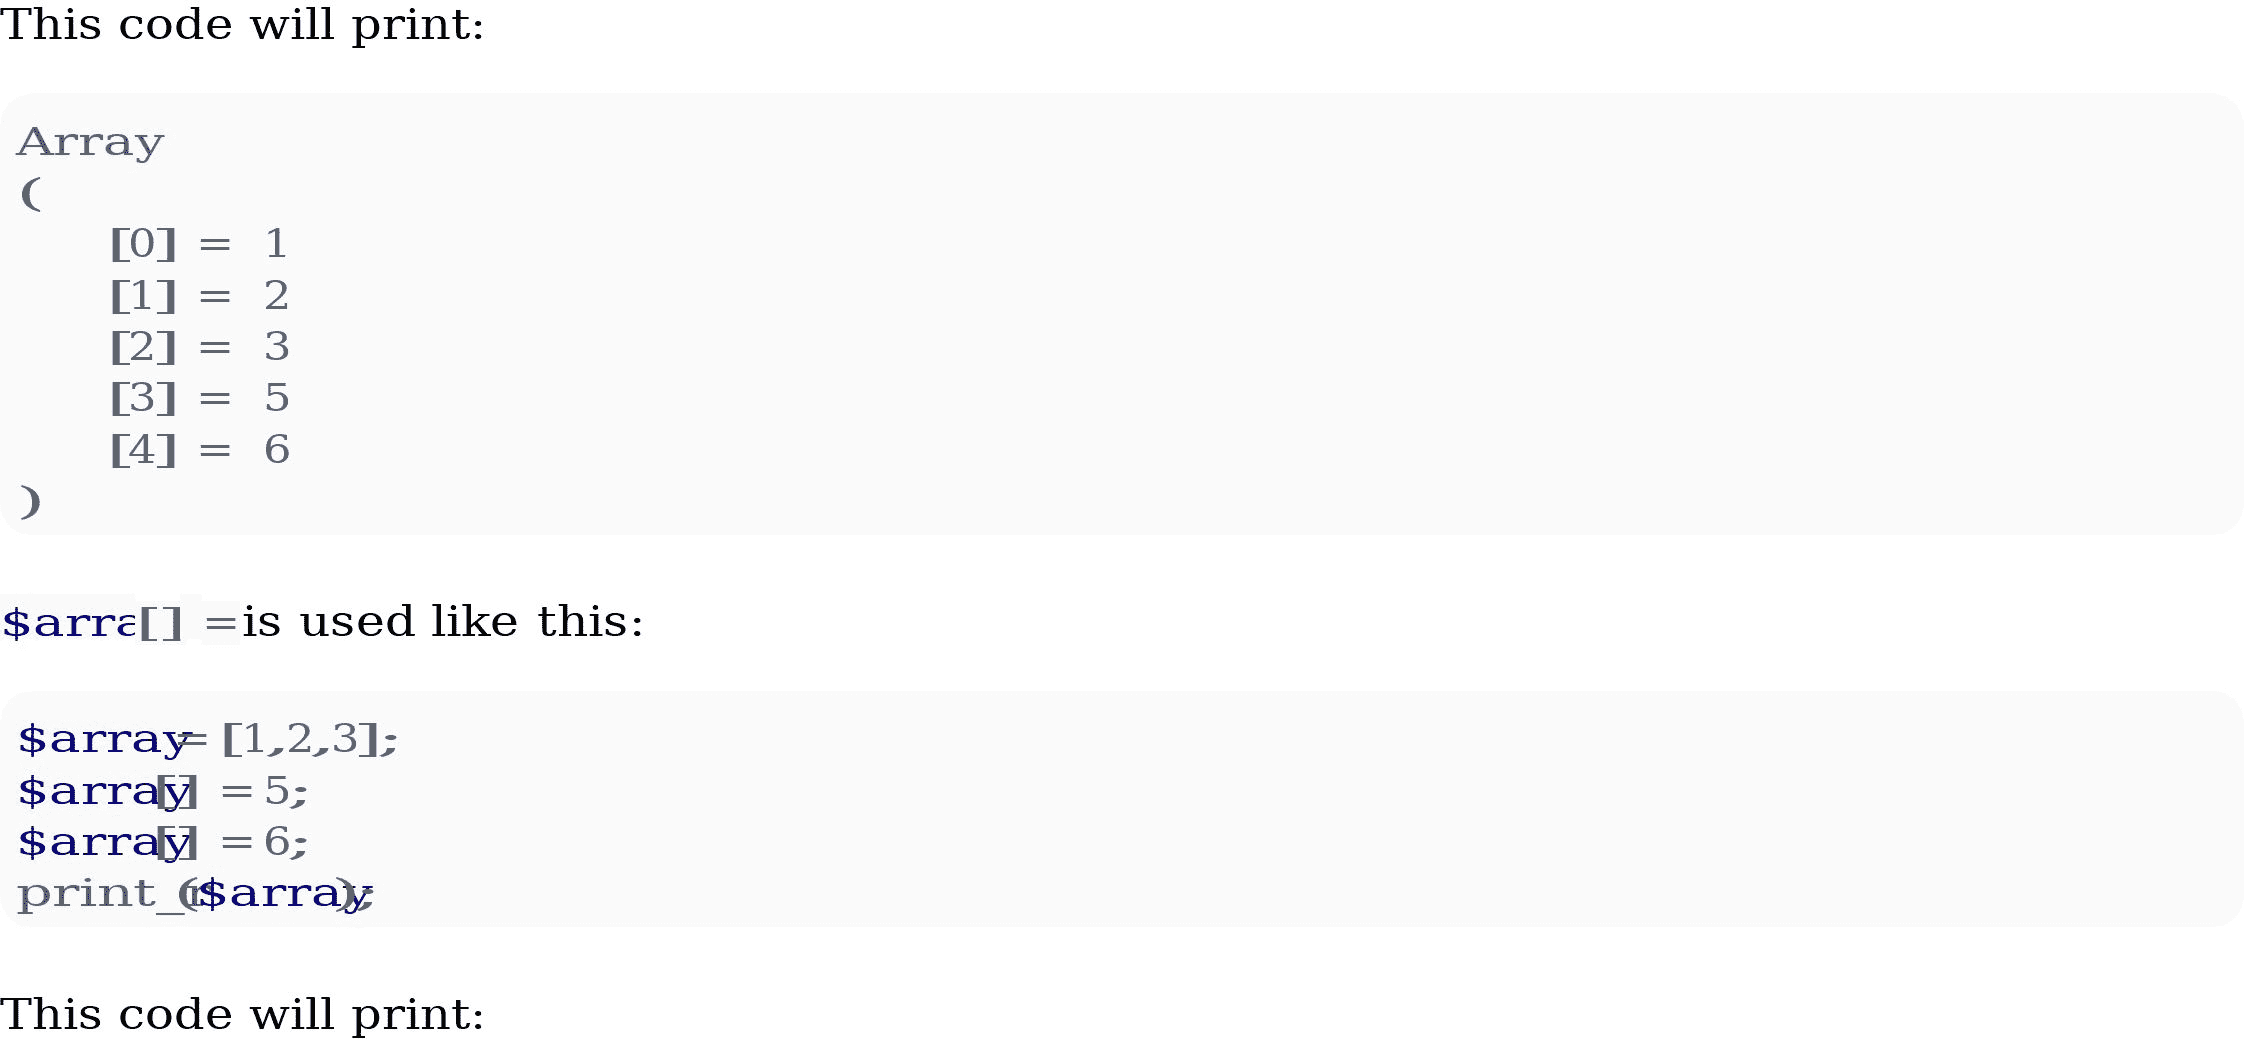 This code will print:
Array
(
[0] = 1
[1] = 2
[2] = 3
[3] = 5
[4] = 6
)
$arra[] = is used like this:
$array = [1,2,3];
$array[] = 5;
$array[] = 6;
print_r($array);
This code will print: